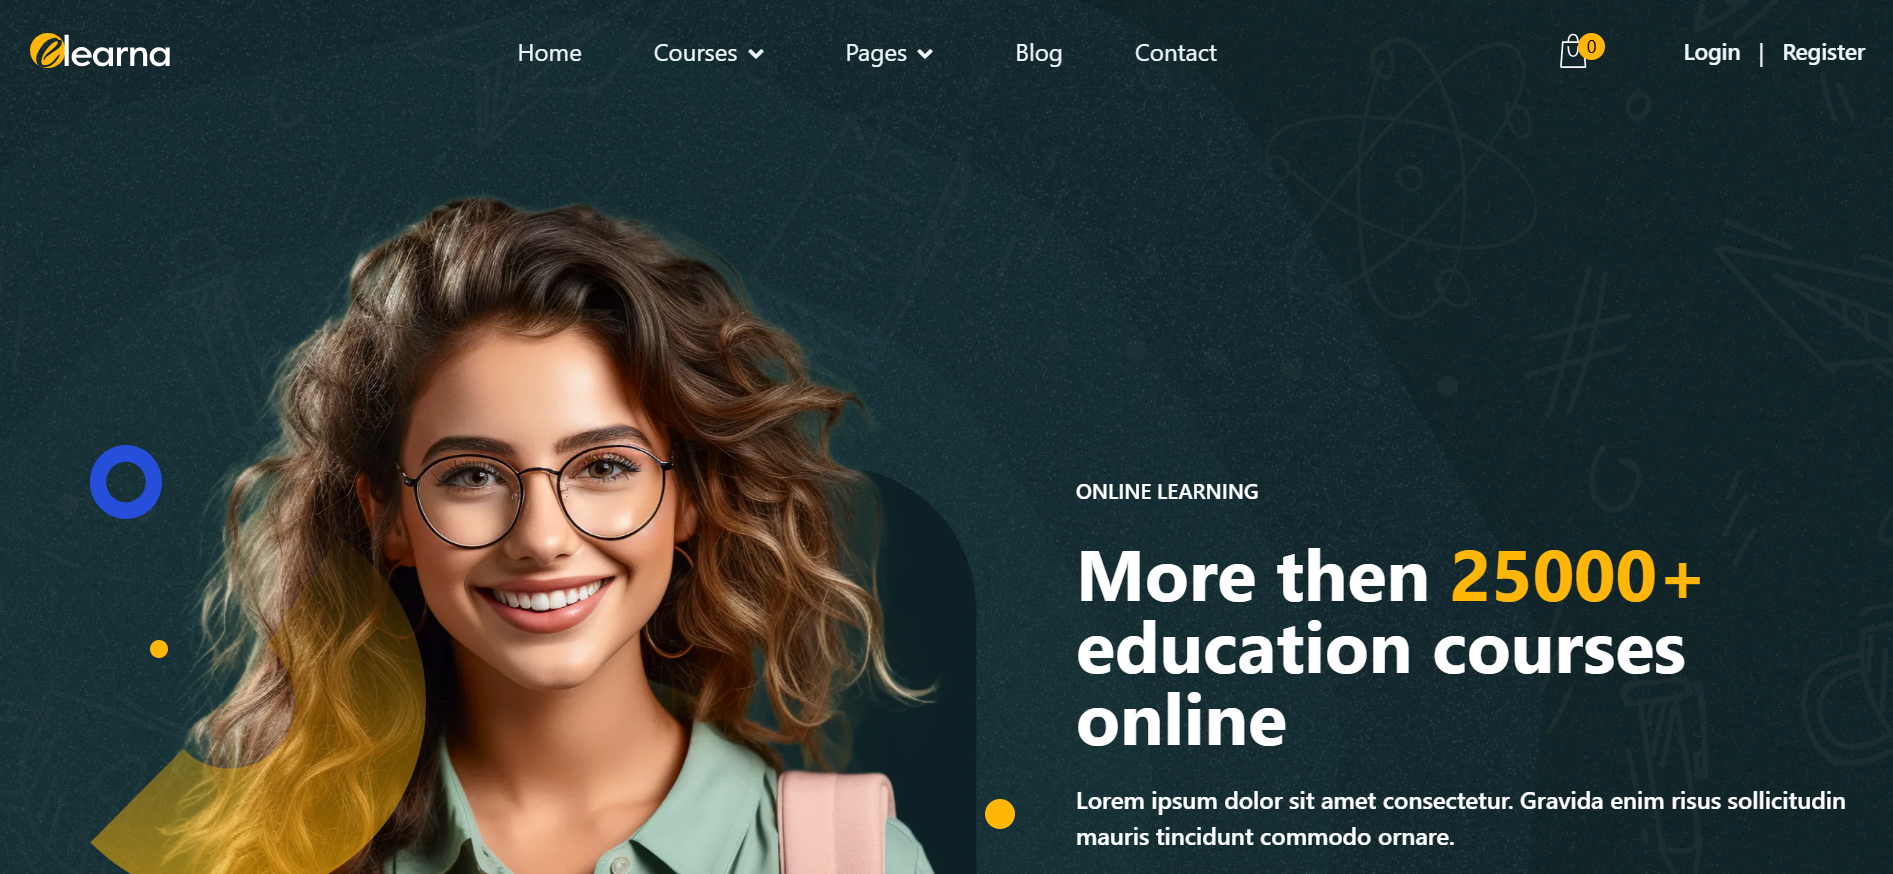 elearna
Home
Courses
Pages
Blog
Contact
0
Login | Register
ONLINE LEARNING
More then 25000+
education courses
online
Lorem ipsum dolor sit amet consectetur. Gravida enim risus sollicitudin
mauris tincidunt commodo ornare.